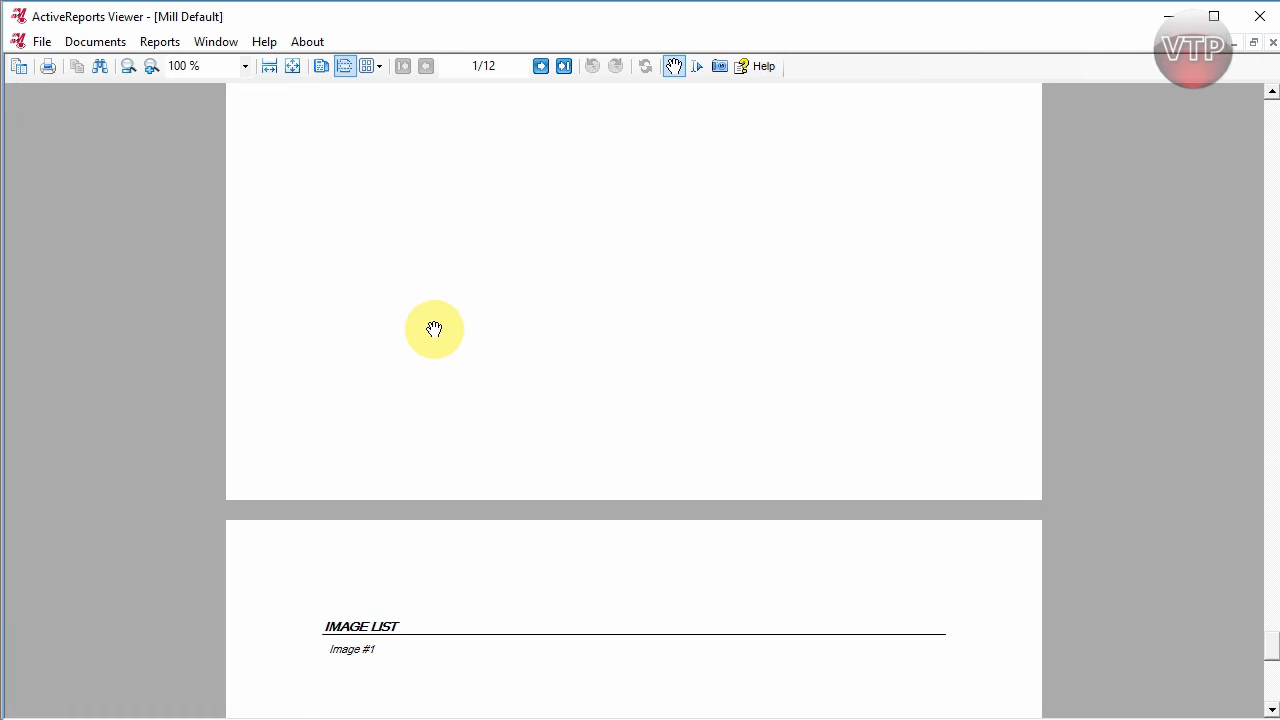 ActiveReports Viewer - [Mill Default]
File Documents Reports Window Help About
100 % 1/12 Help
VTP
IMAGE LIST
Image #1